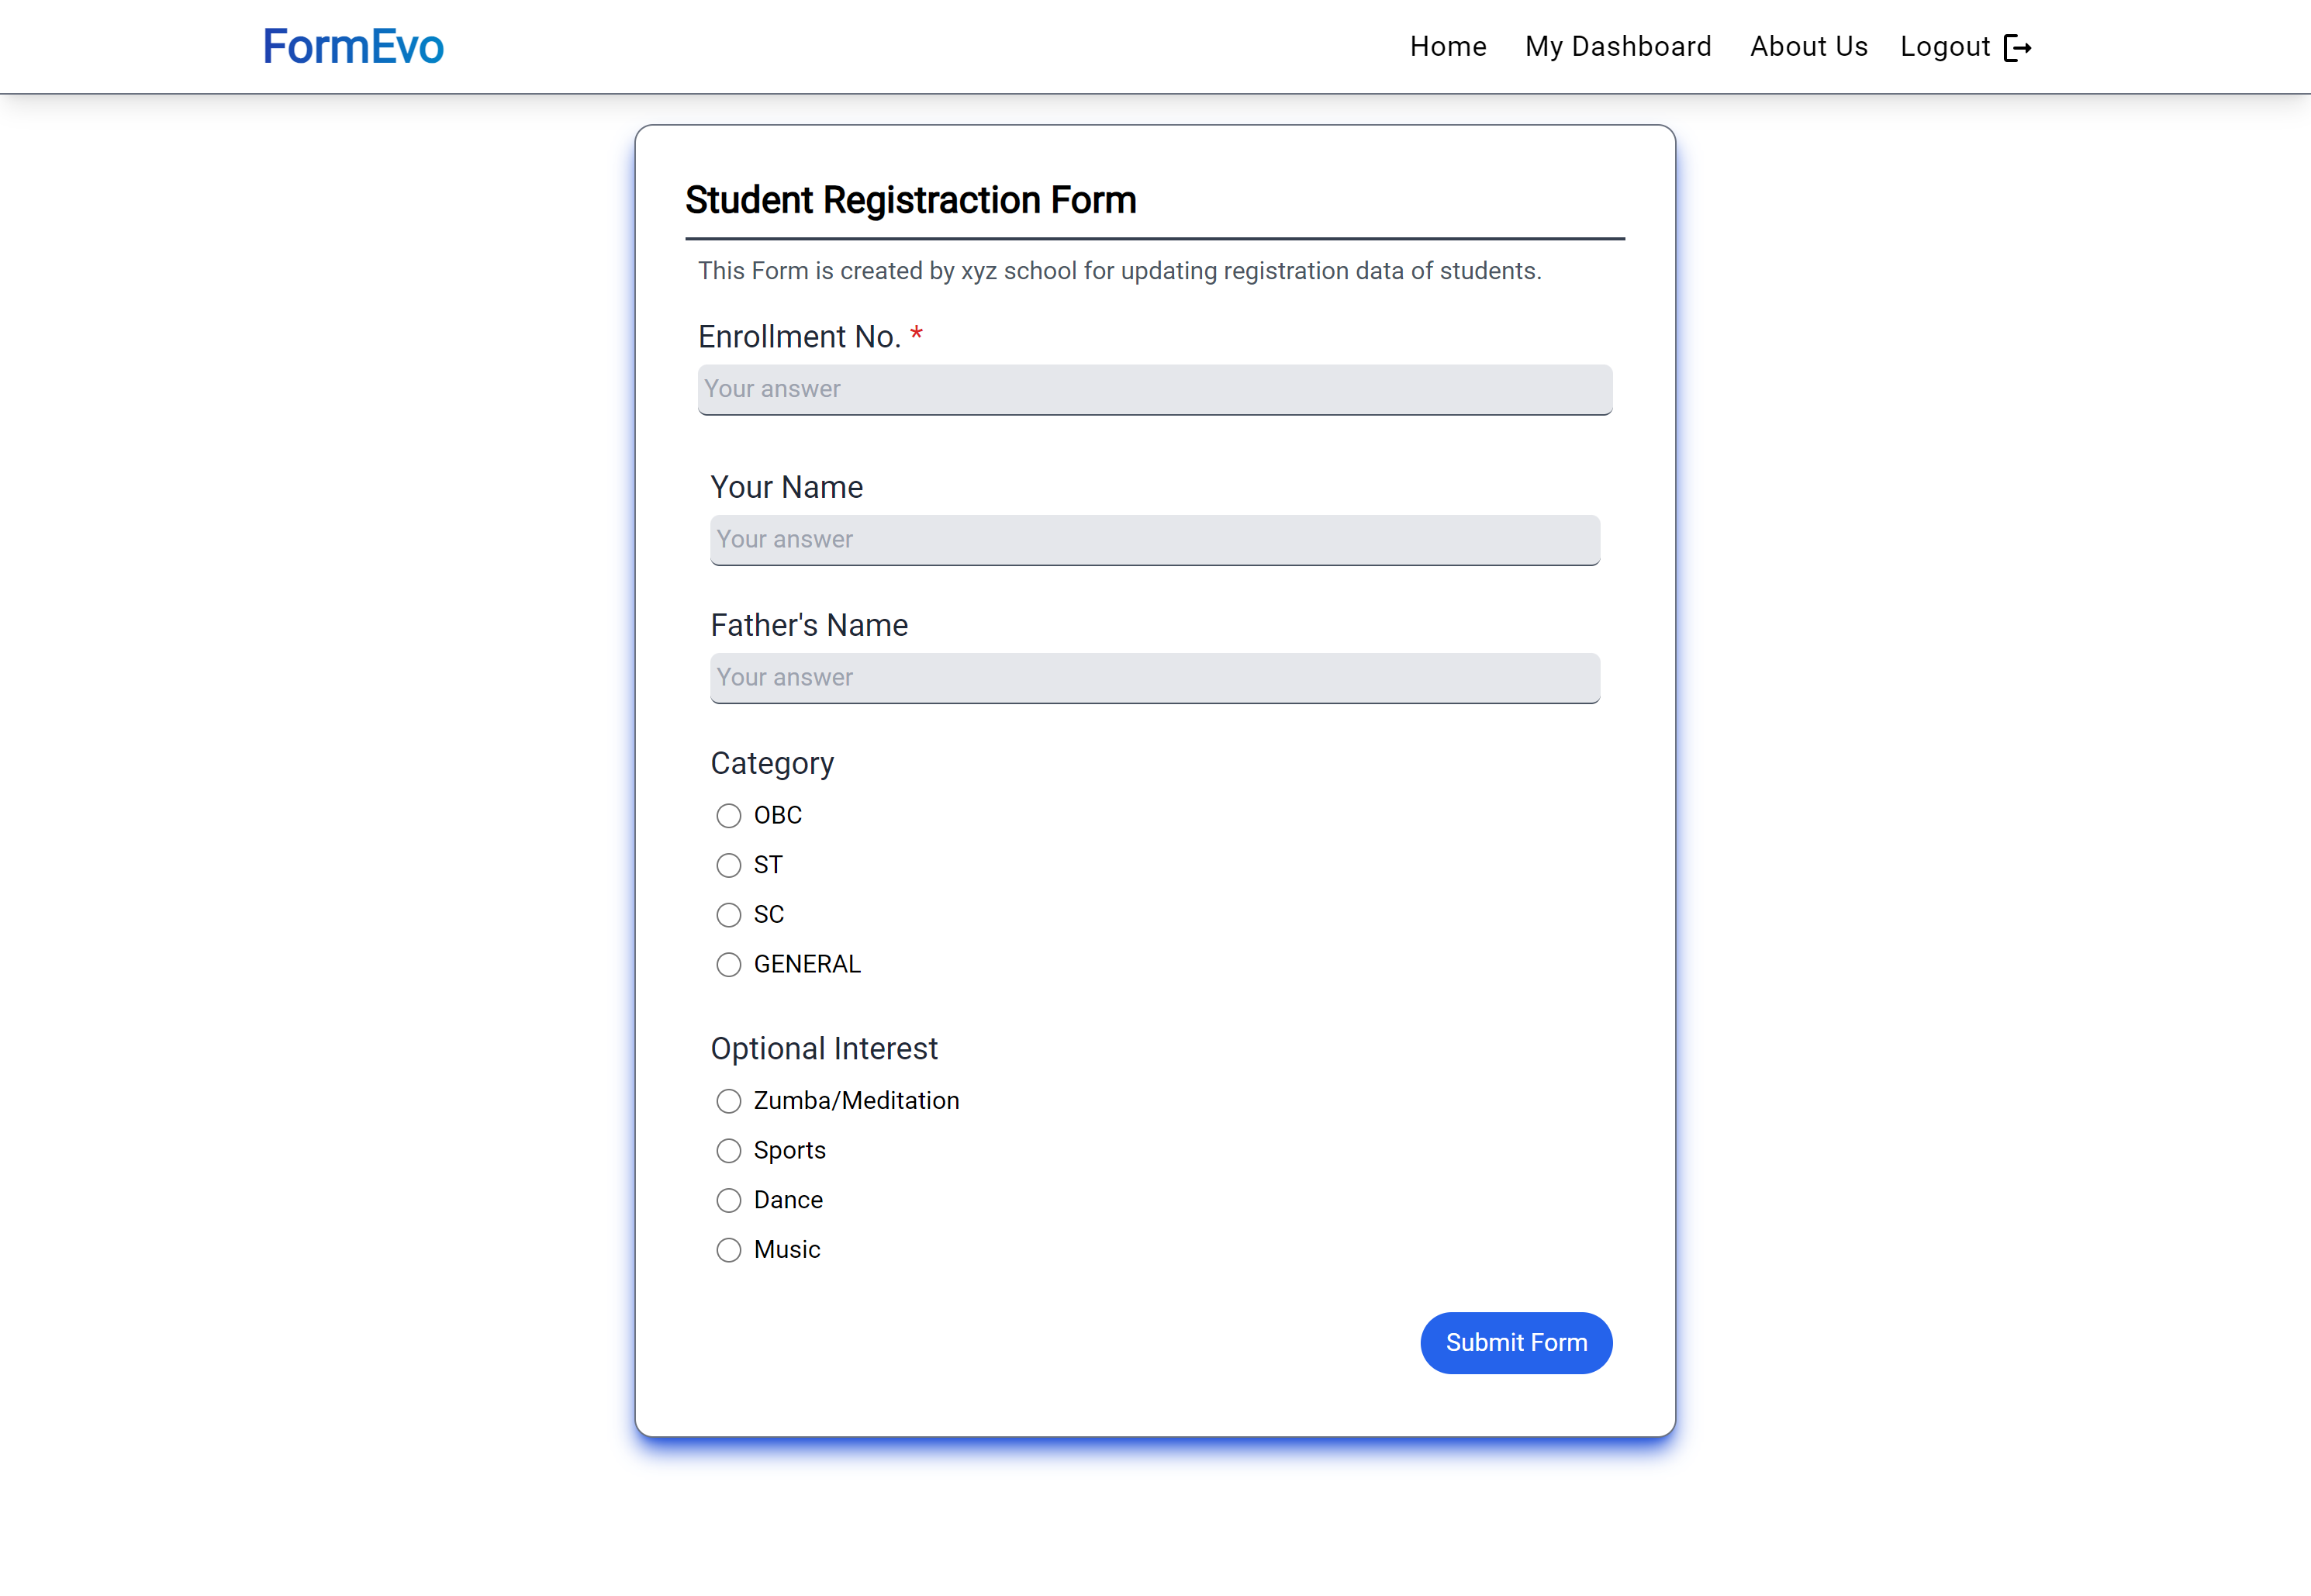 FormEvo
Home My Dashboard About Us Logout
Student Registraction Form
This Form is created by xyz school for updating registration data of students.
Enrollment No. *
Your answer
Your Name
Your answer
Father's Name
Your answer
Category
OBC
ST
SC
GENERAL
Optional Interest
Zumba/Meditation
Sports
Dance
Music
Submit Form